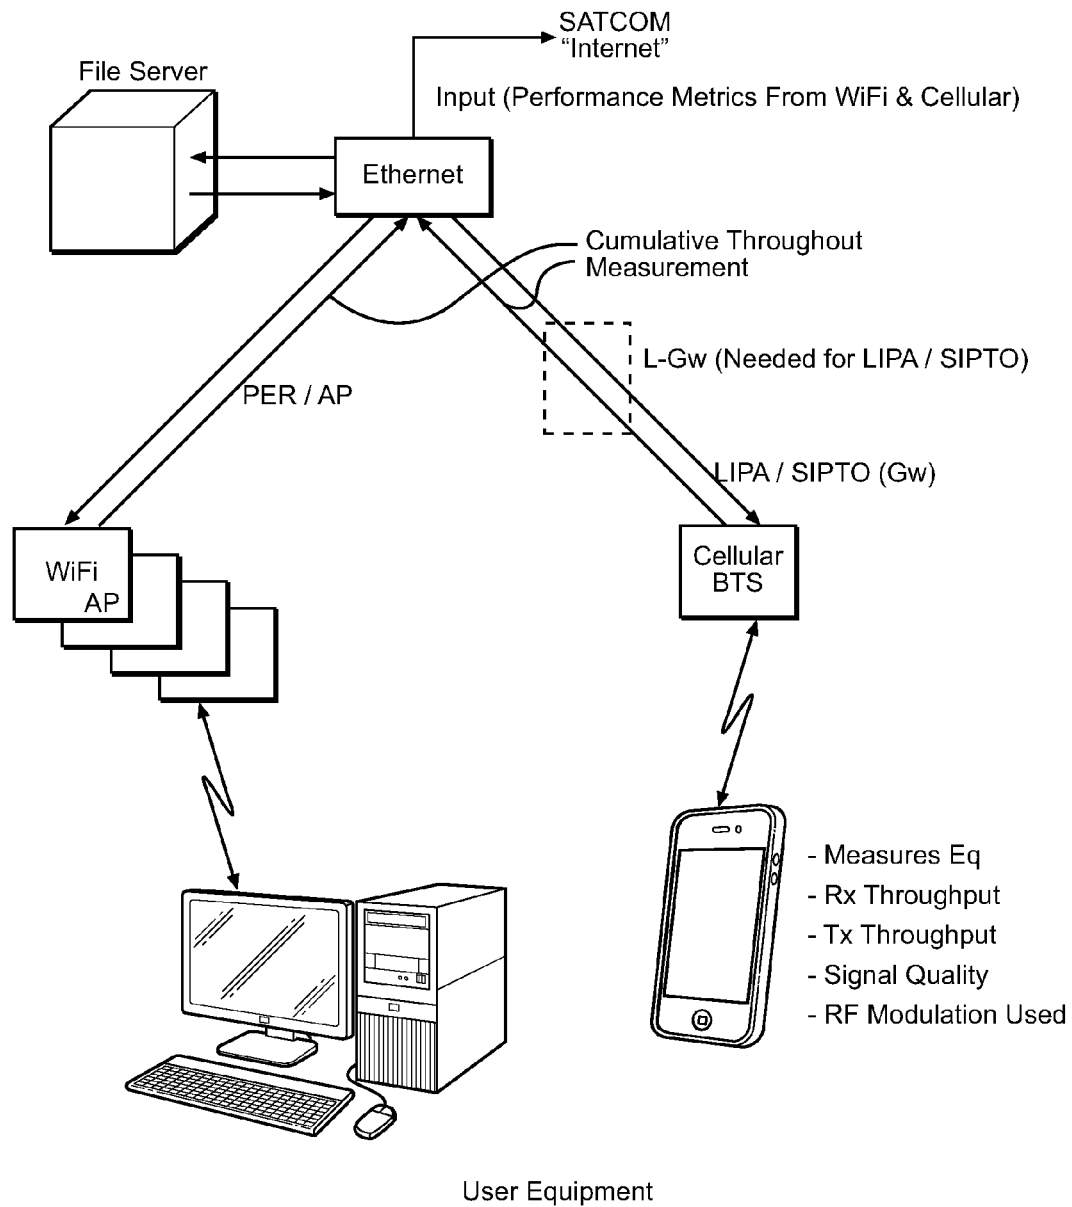 SATCOM
“Internet”
File Server
Input (Performance Metrics From WiFi & Cellular)
Ethernet
Cumulative Throughout
Measurement
L-Gw (Needed for LIPA / SIPTO)
PER / AP
LIPA / SIPTO (Gw)
WiFi
AP
Cellular
BTS
- Measures Eq
- Rx Throughput
- Tx Throughput
- Signal Quality
- RF Modulation Used
User Equipment